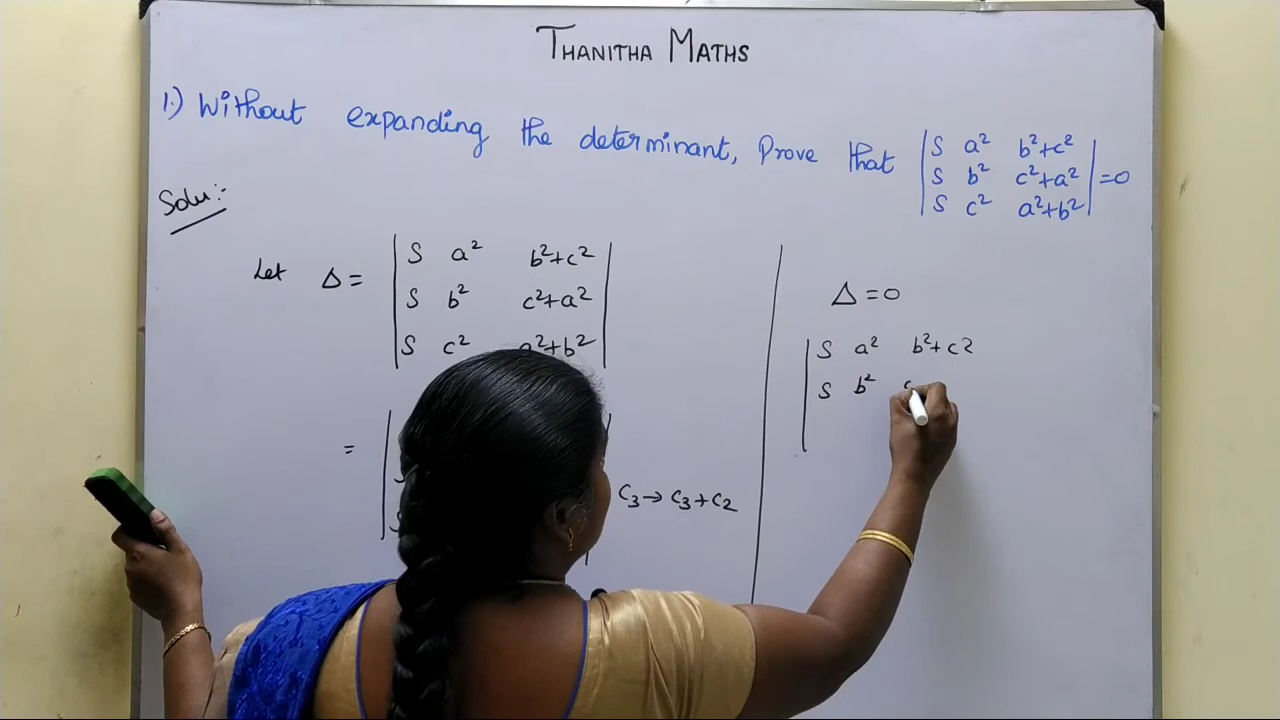 THANITHA MATHS
1.) Without expanding the determinant, Prove that | S a² b²+c² |
| S b² c²+a² | =0
| S c² a²+b² |
Solu:-
Let Δ = | S a² b²+c² |
| S b² c²+a² |
| S c² a²+b² |
= |
C₃→C₃+C₂
Δ=0
| S a² b²+c²
| S b²